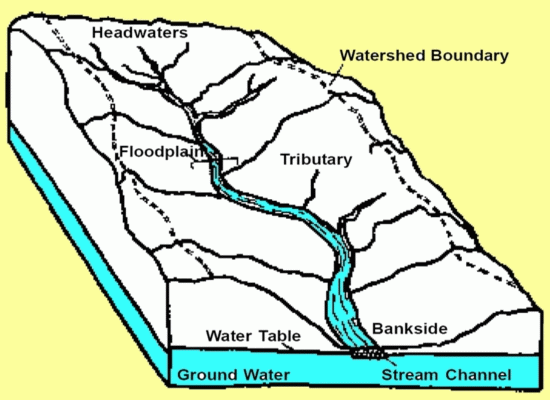 Headwaters
Watershed Boundary
Floodplain
Tributary
Water Table
Bankside
Ground Water
Stream Channel